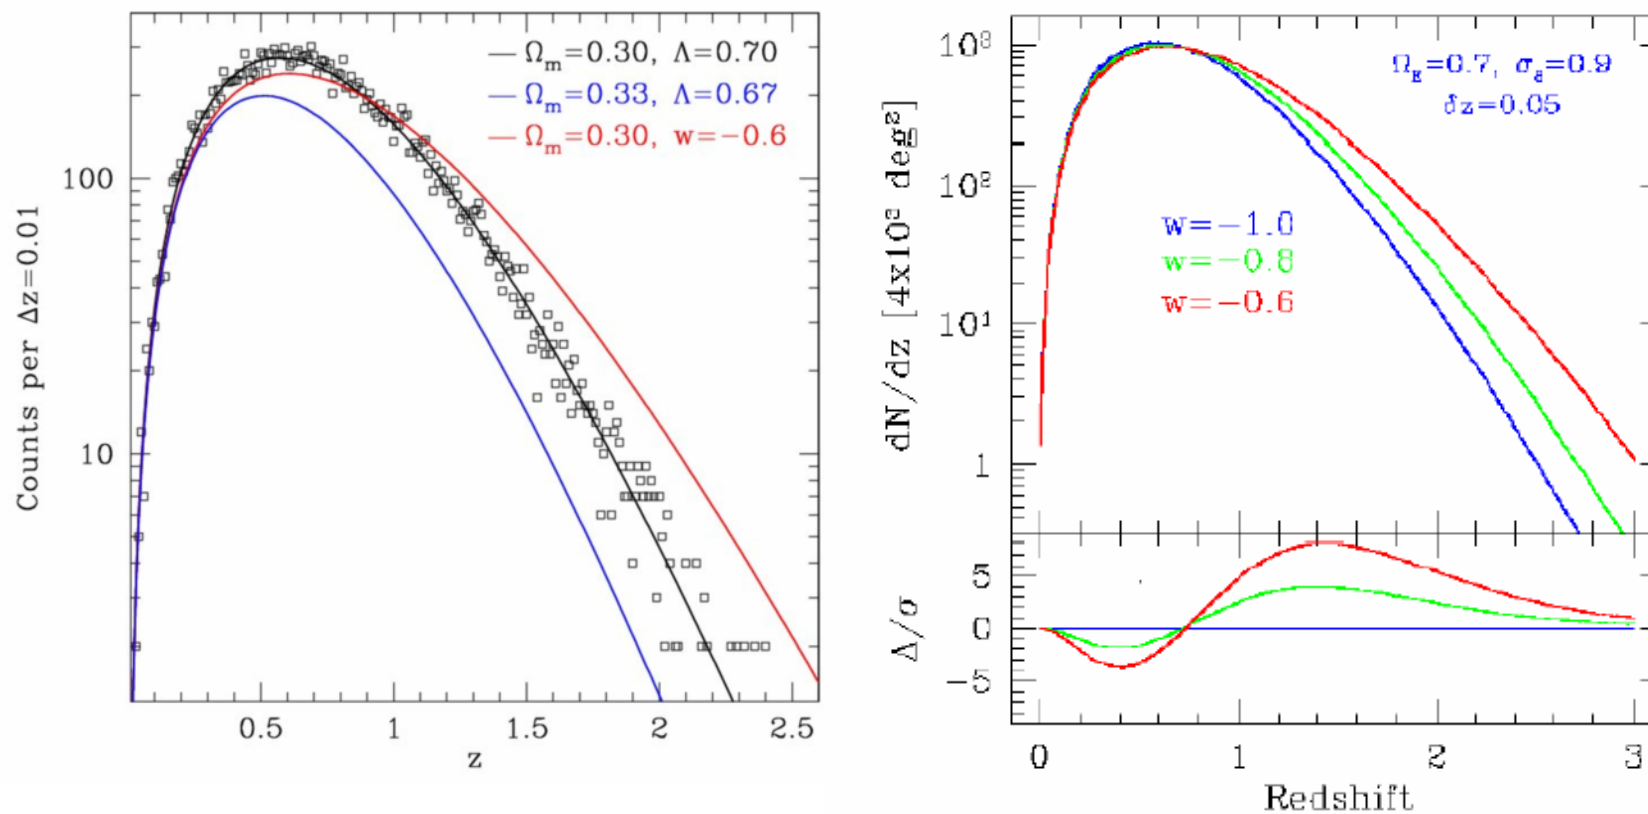 Ωm=0.30, Λ=0.70
Ωm=0.33, Λ=0.67
Ωm=0.30, w=−0.6
Counts per Δz=0.01
100
10
0.5 1 1.5 2 2.5
z
ΩE=0.7, σ8=0.9
δz=0.05
w=−1.0
w=−0.8
w=−0.6
dN/dz [4x10³ deg²]
10³
10²
10¹
1
Δ/σ
5
0
−5
0 1 2 3
Redshift